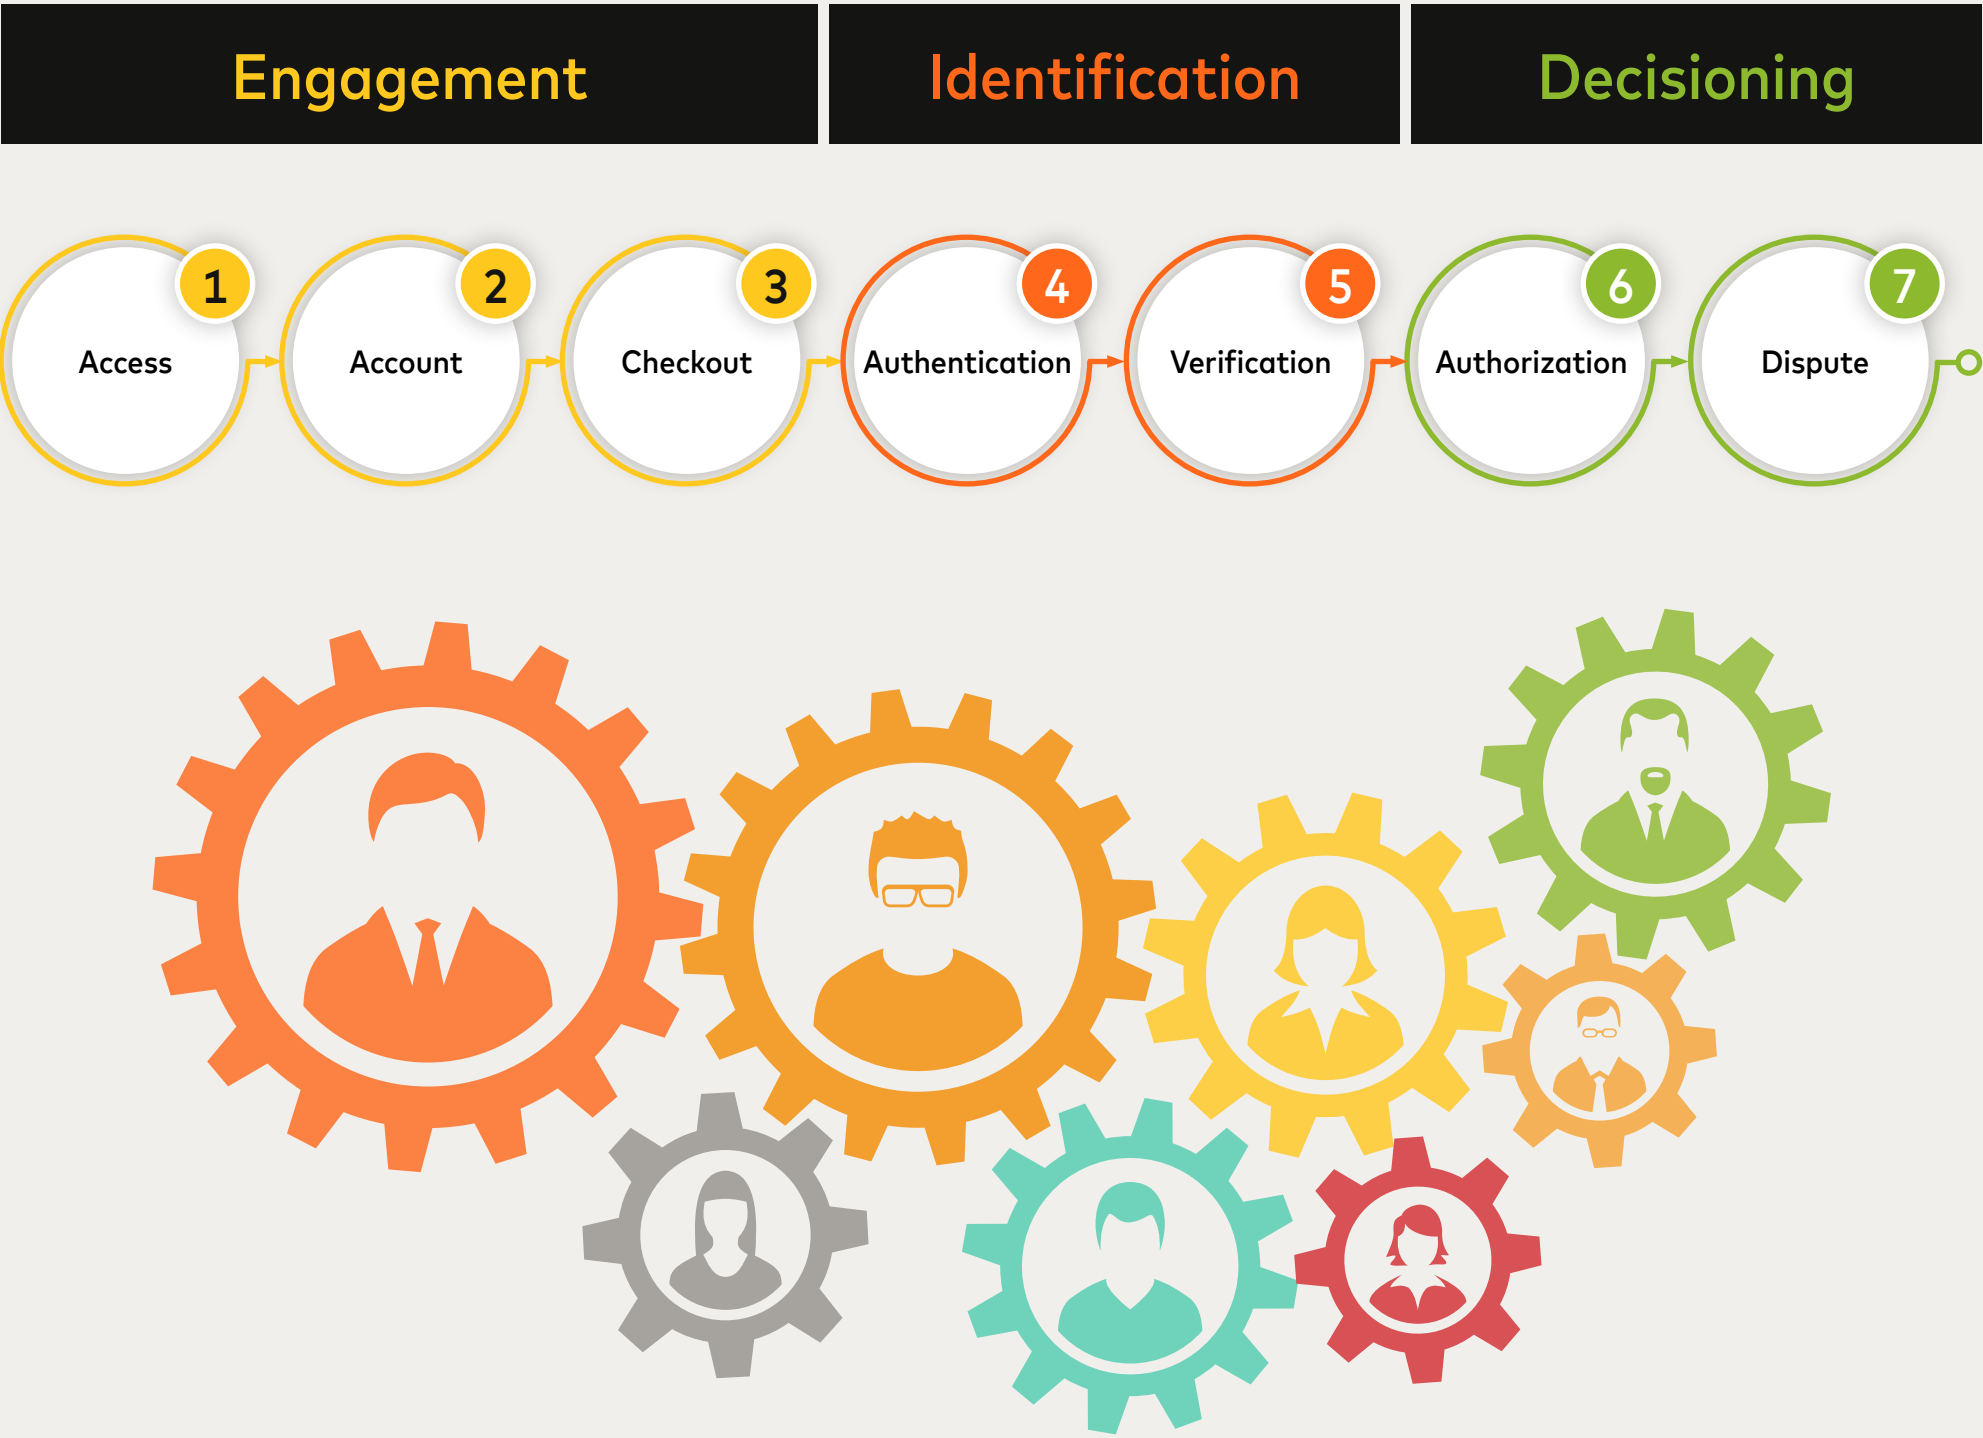 Engagement
Identification
Decisioning
1
2
3
4
5
6
7
Access
Account
Checkout
Authentication
Verification
Authorization
Dispute